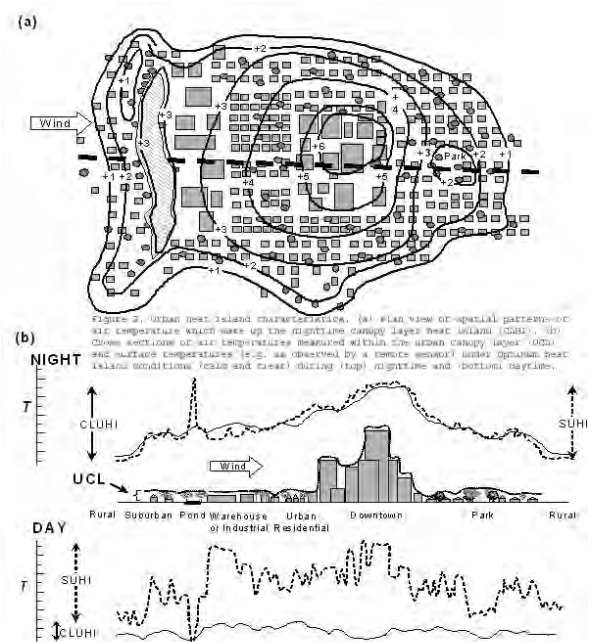 (a)
+2
+1
+4
Wind
+3
+3
+6
+3
+3
Park
+2
+1
+1
+2
+4
+5
+5
+2
+3
+1
+2
+2
Figure 2. Urban heat island characteristics. (a) Plan view of spatial patterns of
air temperature which make up the nighttime canopy layer heat island (CLUHI). (b)
Cross sections of air temperatures measured within the urban canopy layer (UCL)
and surface temperatures (e.g. as observed by a remote sensor) under optimum heat
island conditions (calm and clear) during (top) nighttime and (bottom) daytime.
(b)
NIGHT
T
CLUHI
SUHI
Wind
UCL
Rural Suburban Pond Warehouse or Industrial Urban Residential Downtown Park Rural
DAY
SUHI
T
CLUHI